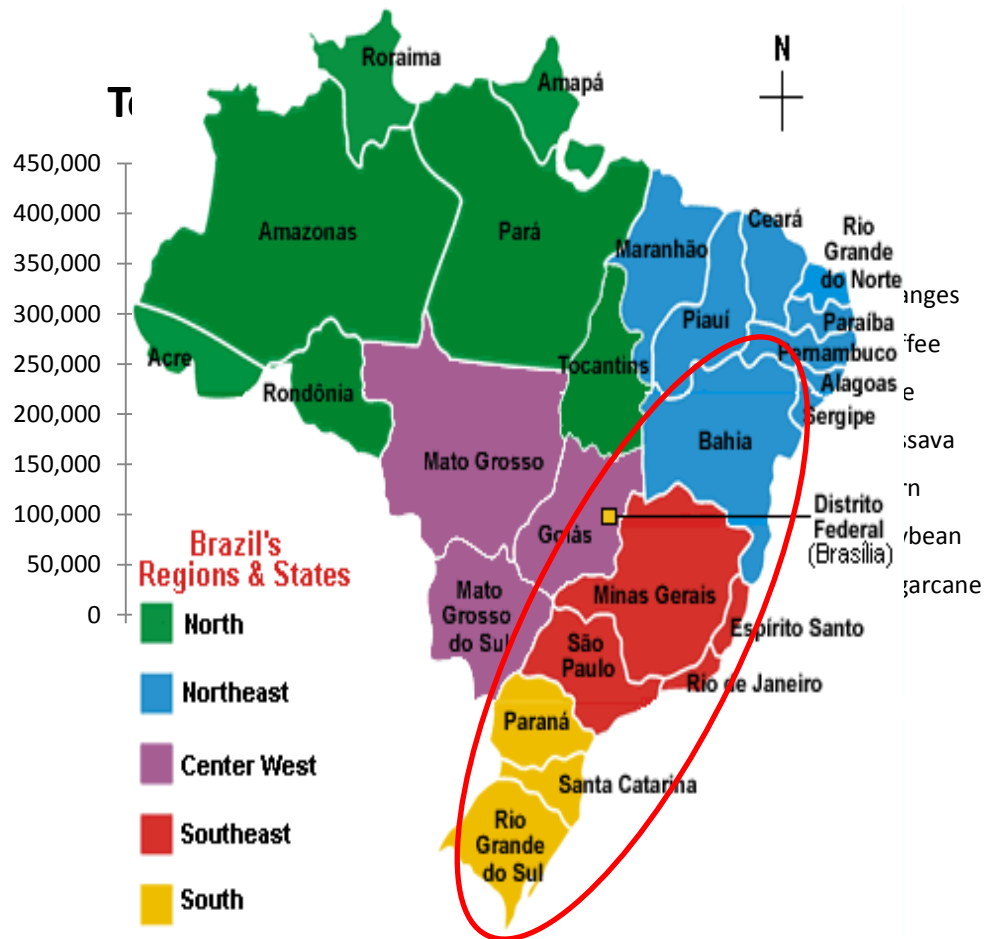 N
To
450,000
400,000
350,000
300,000
250,000
200,000
150,000
100,000
50,000
0
Roraima
Amapá
Amazonas
Pará
Maranhão
Ceará
Rio
Grande
do Norte
Piauí
Paraíba
Pernambuco
Alagoas
Sergipe
Acre
Rondônia
Tocantins
Bahia
Mato Grosso
Goiás
Distrito
Federal
(Brasília)
Mato
Grosso
do Sul
Minas Gerais
Espírito Santo
São
Paulo
Rio de Janeiro
Paraná
Santa Catarina
Rio
Grande
do Sul
anges
ffee
e
ssava
rn
ybean
garcane
Brazil's
Regions & States
North
Northeast
Center West
Southeast
South